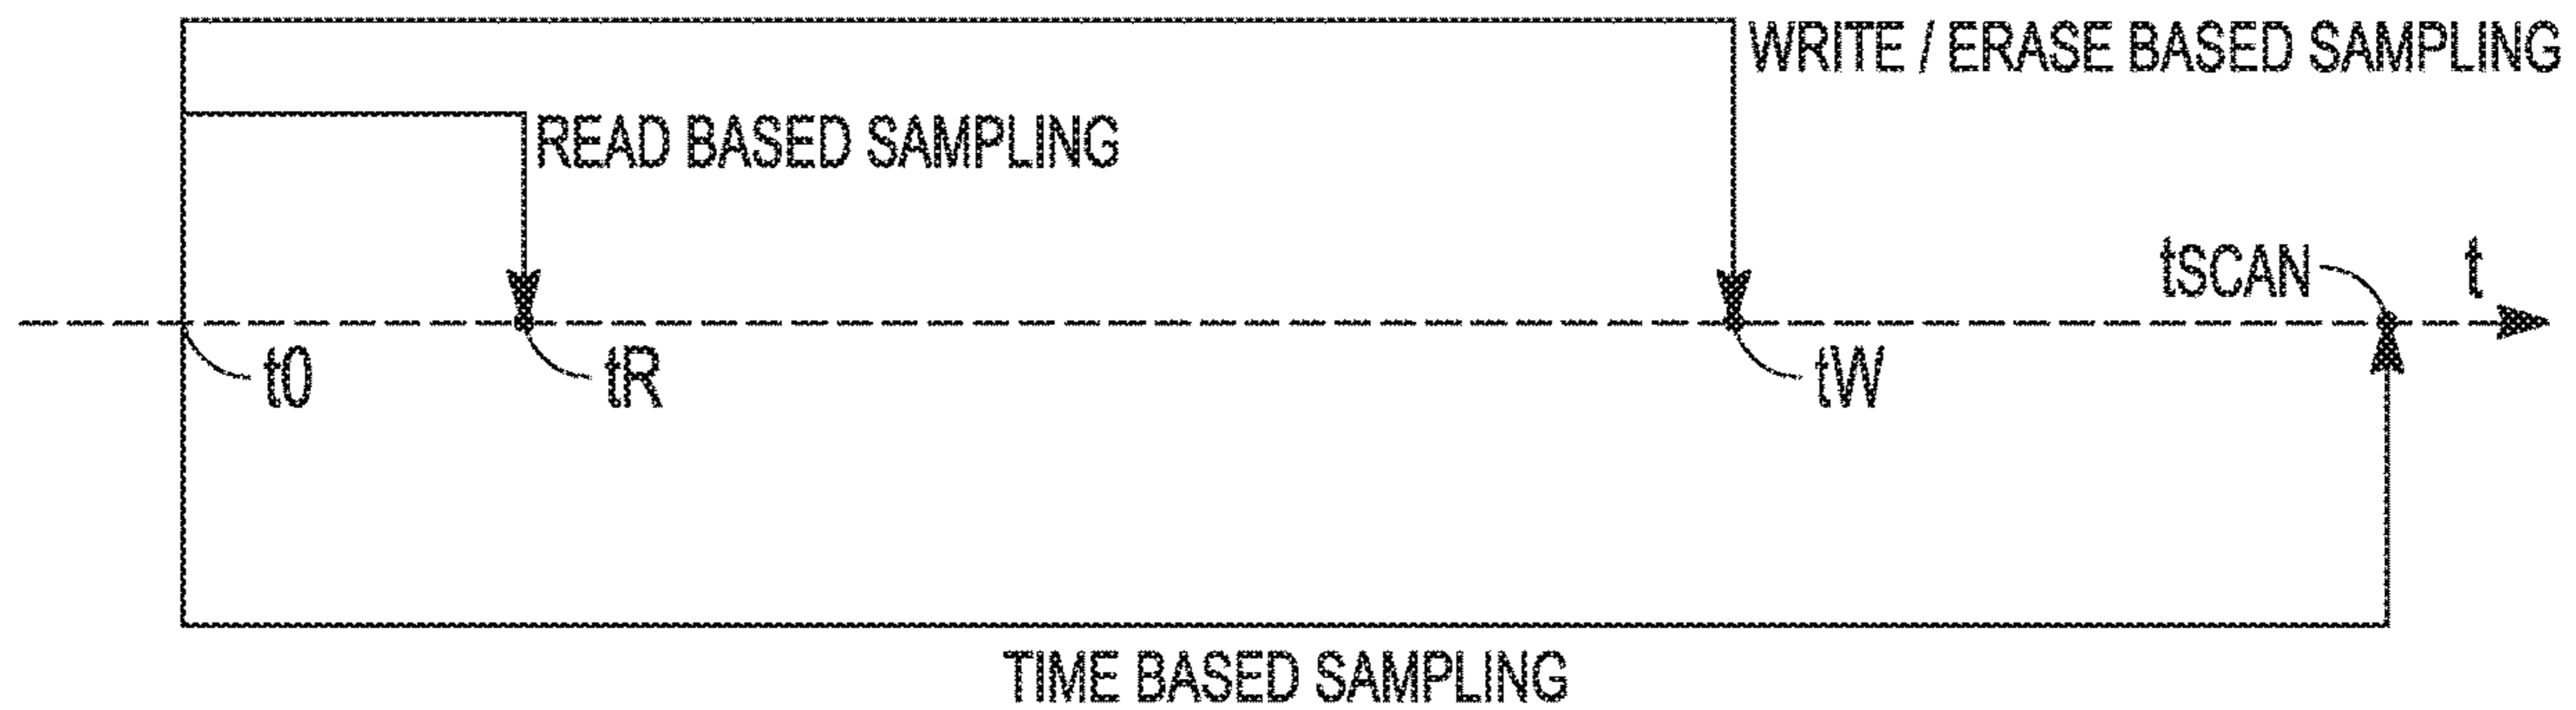 WRITE / ERASE BASED SAMPLING
READ BASED SAMPLING
tSCAN
t
t0
tR
tW
TIME BASED SAMPLING